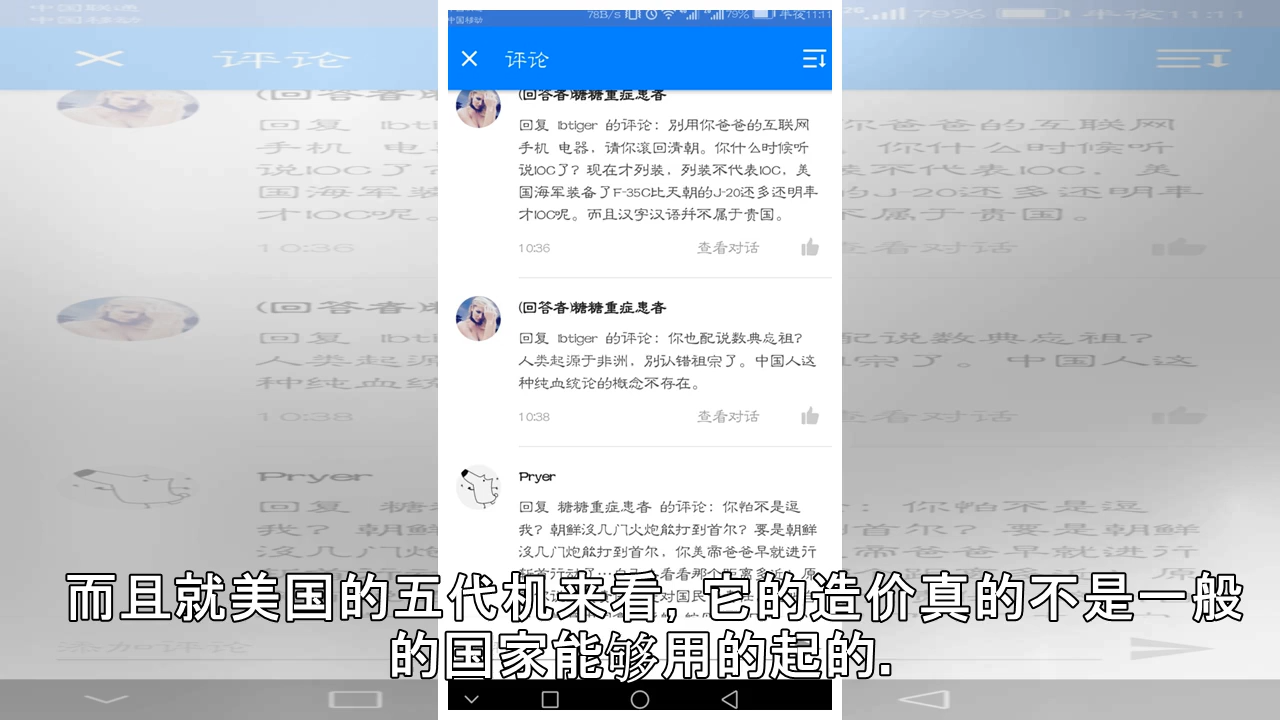 中国移动
78B/s 79% 半夜11:11
评论
(回答者)糖糖重症患者
回复 lbtiger 的评论：别用你爸爸的互联网
手机 电器，请你滚回清朝。你什么时候听
说IOC了？现在才列装，列装不代表IOC，美
国海军装备了F-35C比天朝的J-20还多还明年
才IOC呢。而且汉字汉语并不属于贵国。
10:36 查看对话
(回答者)糖糖重症患者
回复 lbtiger 的评论：你也配说数典忘祖？
人类起源于非洲，别认错祖宗了。中国人这
种纯血统论的概念不存在。
10:38 查看对话
Pryer
回复 糖糖重症患者 的评论：你怕不是逗
我？朝鲜没几门火炮能打到首尔？要是朝鲜
没几门炮能打到首尔，你美帝爸爸早就进行
而且就美国的五代机来看，它的造价真的不是一般
的国家能够用的起的.